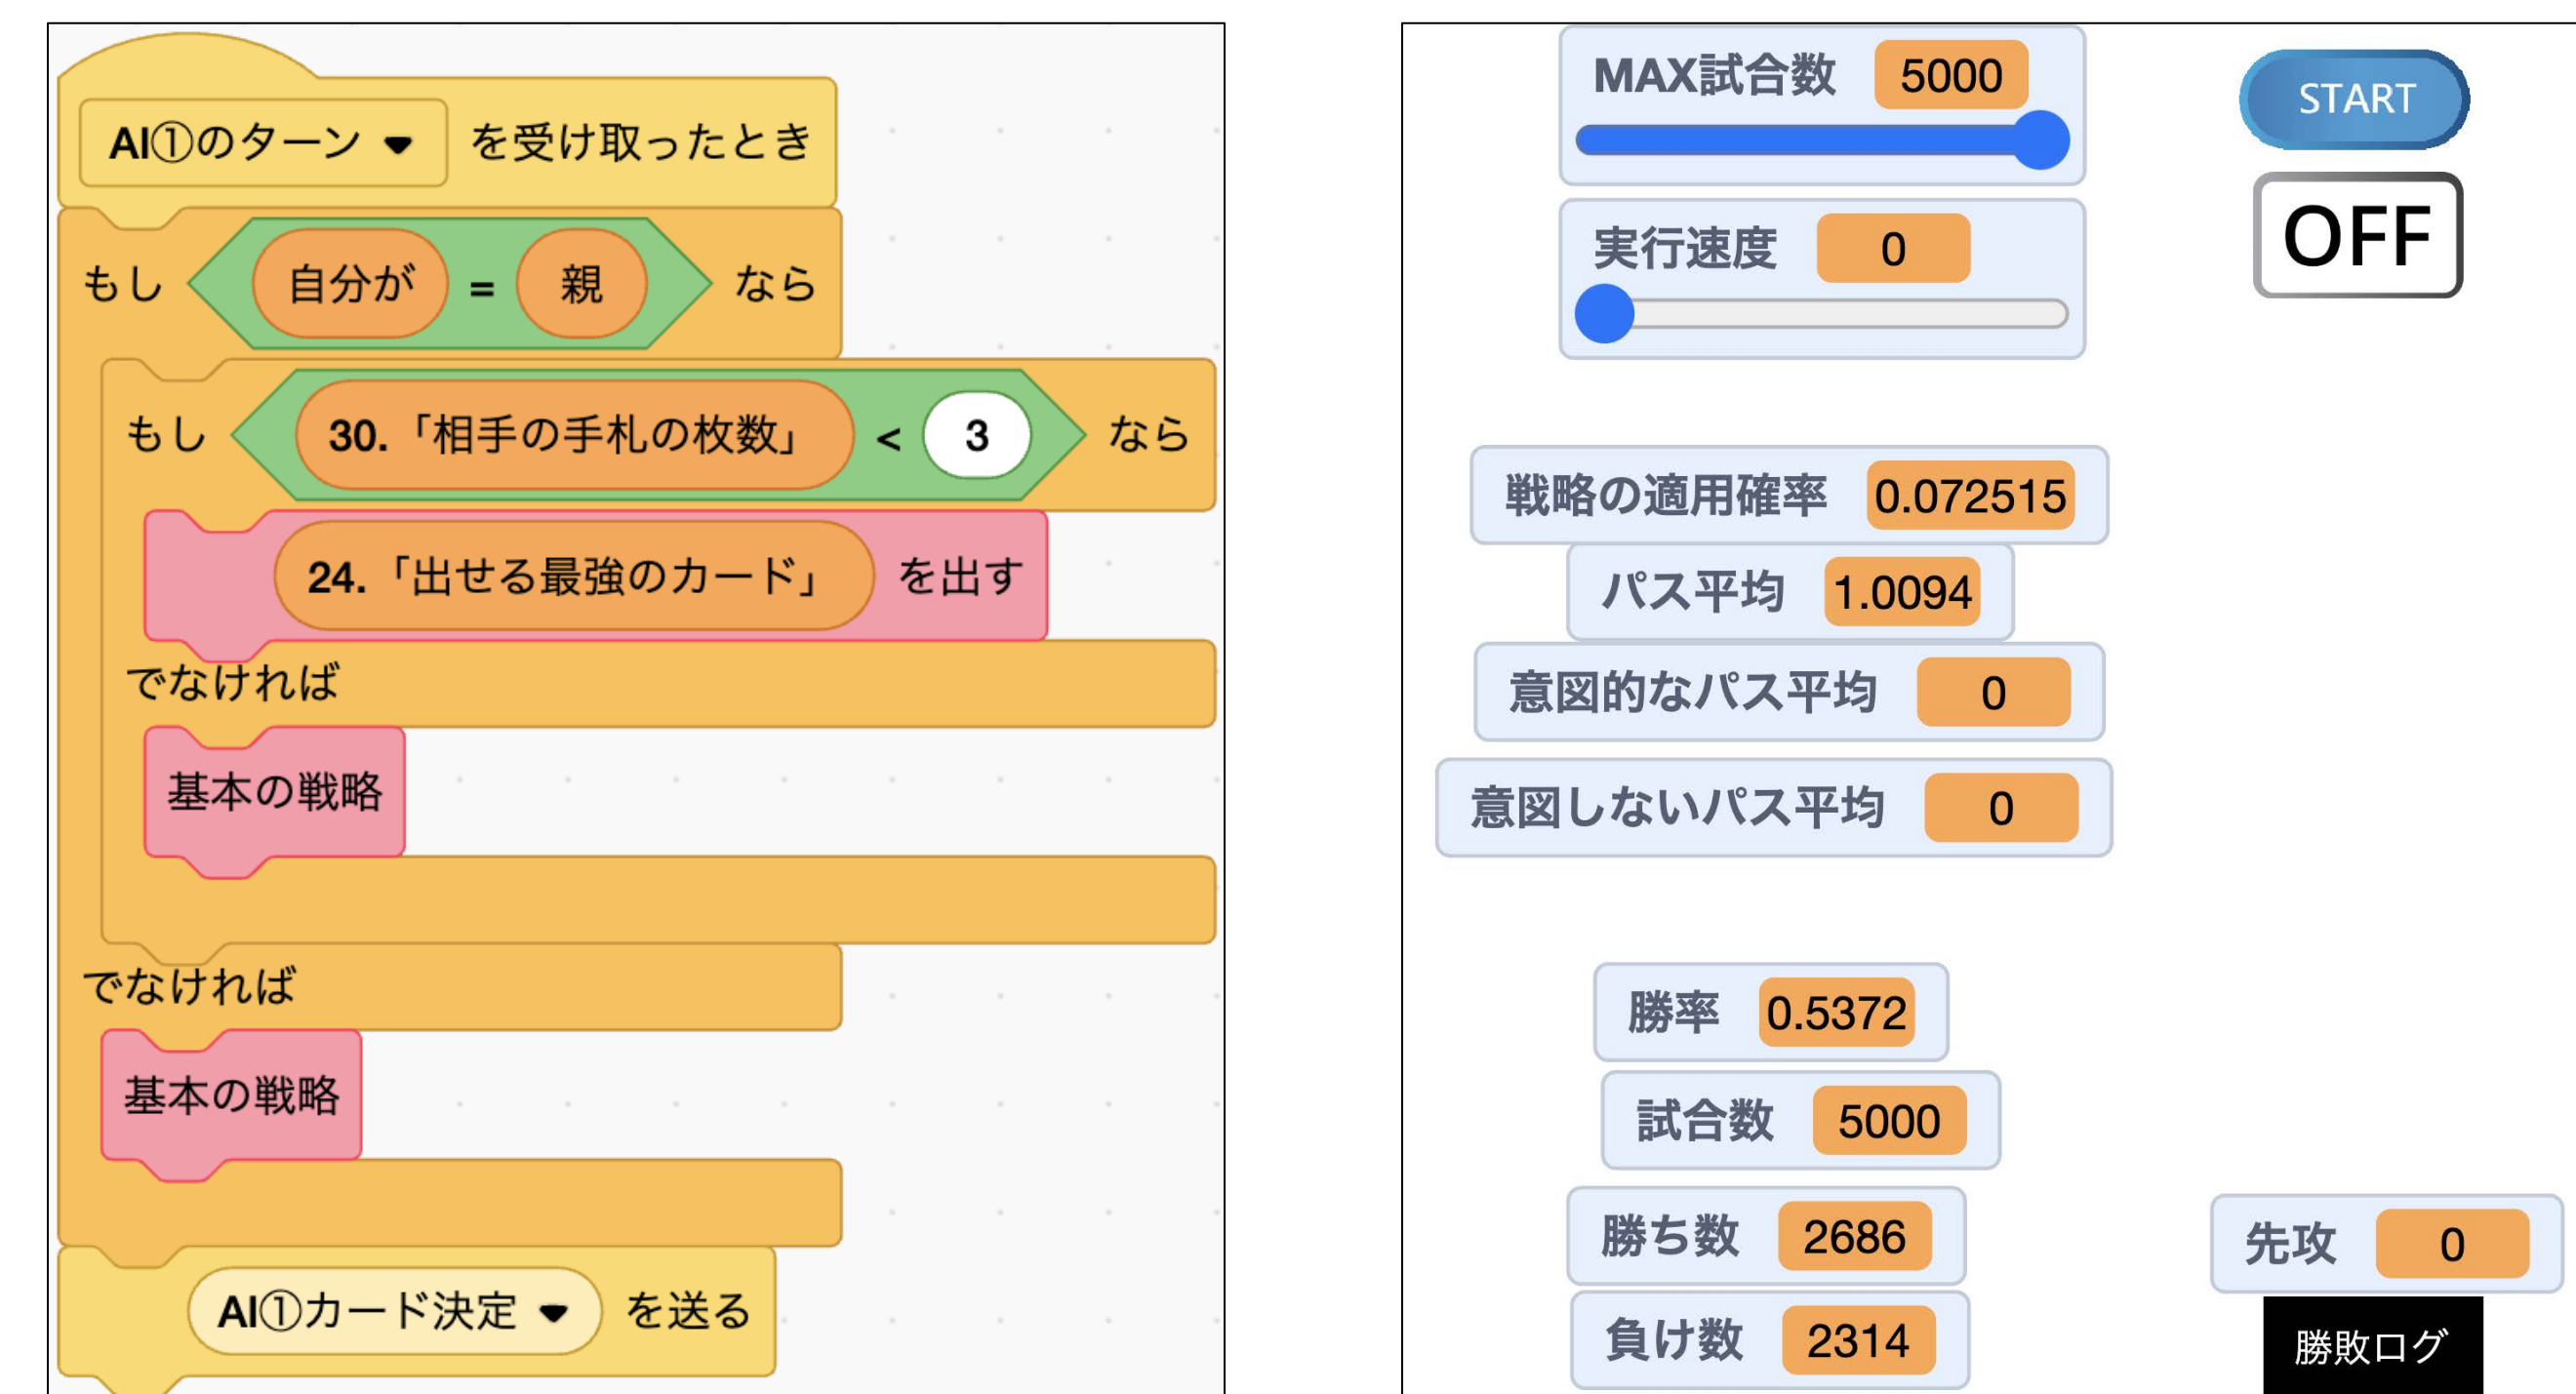 AI①のターン を受け取ったとき
もし 自分が = 親 なら
もし 30.「相手の手札の枚数」 < 3 なら
24.「出せる最強のカード」 を出す
でなければ
基本の戦略
でなければ
基本の戦略
AI①カード決定 を送る
MAX試合数 5000
実行速度 0
START
OFF
戦略の適用確率 0.072515
パス平均 1.0094
意図的なパス平均 0
意図しないパス平均 0
勝率 0.5372
試合数 5000
勝ち数 2686
負け数 2314
先攻 0
勝敗ログ